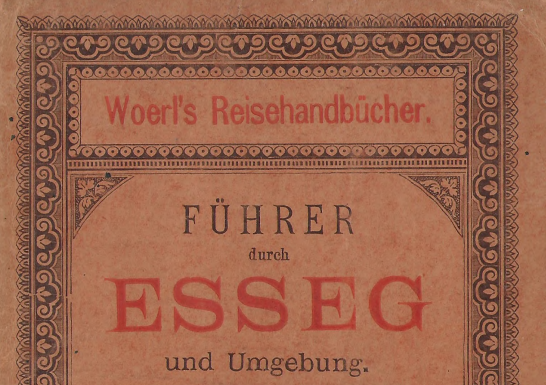 Woerl's Reisehandbücher.
FÜHRER
durch
ESSEG
und Umgebung.